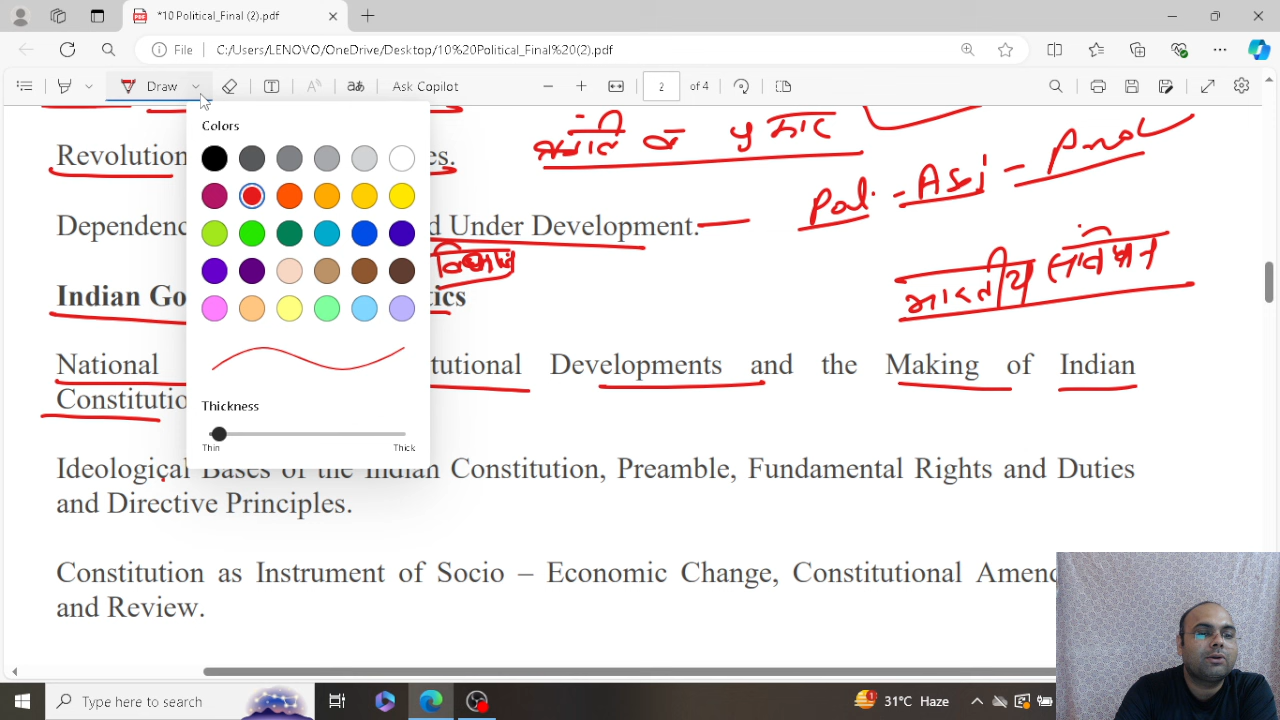 *10 Political_Final (2).pdf
File C:/Users/LENOVO/OneDrive/Desktop/10%20Political_Final%20(2).pdf
Draw Ask Copilot 2 of 4
Colors
Revolution es.
Pol. - Asj -
Dependenc d Under Development.
भारतीय संविधान
Indian Go tics
National tutional Developments and the Making of Indian
Constitutio
Thickness
Thin Thick
Ideological Bases of the Indian Constitution, Preamble, Fundamental Rights and Duties
and Directive Principles.
Constitution as Instrument of Socio – Economic Change, Constitutional Amend
and Review.
Type here to search 1 31°C Haze